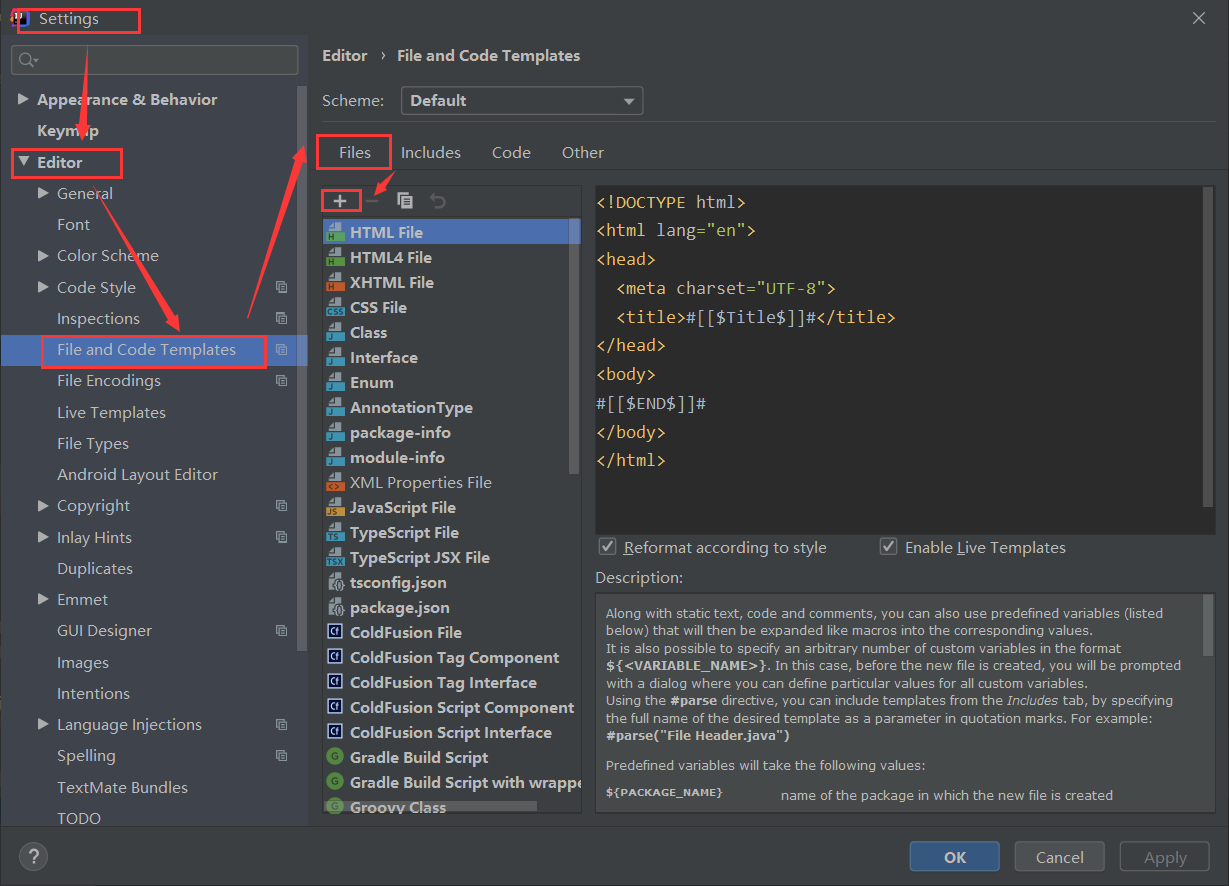 Settings
Appearance & Behavior
Keymap
Editor
General
Font
Color Scheme
Code Style
Inspections
File and Code Templates
File Encodings
Live Templates
File Types
Android Layout Editor
Copyright
Inlay Hints
Duplicates
Emmet
GUI Designer
Images
Intentions
Language Injections
Spelling
TextMate Bundles
TODO
Editor › File and Code Templates
Scheme: Default
Files Includes Code Other
HTML File
HTML4 File
XHTML File
CSS File
Class
Interface
Enum
AnnotationType
package-info
module-info
XML Properties File
JavaScript File
TypeScript File
TypeScript JSX File
tsconfig.json
package.json
ColdFusion File
ColdFusion Tag Component
ColdFusion Tag Interface
ColdFusion Script Component
ColdFusion Script Interface
Gradle Build Script
Gradle Build Script with wrappe
Groovy Class
<!DOCTYPE html>
<html lang="en">
<head>
  <meta charset="UTF-8">
  <title>#[[$Title$]]#</title>
</head>
<body>
#[[$END$]]#
</body>
</html>
Reformat according to style Enable Live Templates
Description:
Along with static text, code and comments, you can also use predefined variables (listed
below) that will then be expanded like macros into the corresponding values.
It is also possible to specify an arbitrary number of custom variables in the format
${<VARIABLE_NAME>}. In this case, before the new file is created, you will be prompted
with a dialog where you can define particular values for all custom variables.
Using the #parse directive, you can include templates from the Includes tab, by specifying
the full name of the desired template as a parameter in quotation marks. For example:
#parse("File Header.java")
Predefined variables will take the following values:
${PACKAGE_NAME} name of the package in which the new file is created
? OK Cancel Apply